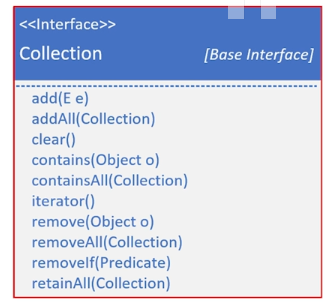 <<Interface>>
Collection [Base Interface]
add(E e)
addAll(Collection)
clear()
contains(Object o)
containsAll(Collection)
iterator()
remove(Object o)
removeAll(Collection)
removeIf(Predicate)
retainAll(Collection)